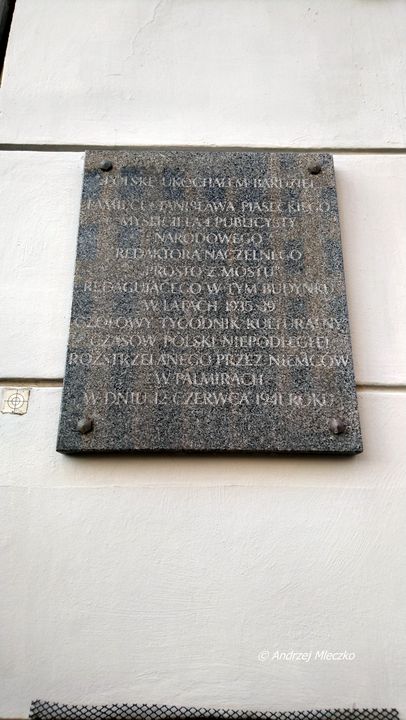 "POLSKĘ UKOCHAŁEM BARDZIEJ"
PAMIĘCI STANISŁAWA PIASECKIEGO
MYŚLICIELA I PUBLICYSTY
NARODOWEGO
REDAKTORA NACZELNEGO
"PROSTO Z MOSTU"
REDAGUJĄCEGO W TYM BUDYNKU
W LATACH 1935-39
CZOŁOWY TYGODNIK KULTURALNY
CZASÓW POLSKI NIEPODLEGŁEJ
ROZSTRZELANEGO PRZEZ NIEMCÓW
W PALMIRACH
W DNIU 12 CZERWCA 1941 ROKU
© Andrzej Mleczko